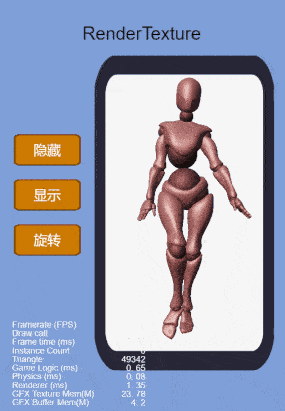 RenderTexture
隐藏
显示
旋转
Framerate (FPS)
Draw call
Frame time (ms)
Instance Count
Triangle 49342
Game Logic (ms) 0. 65
Physics (ms) 0. 08
Renderer (ms) 1. 35
GFX Texture Mem(M) 23. 78
GFX Buffer Mem(M) 4. 2